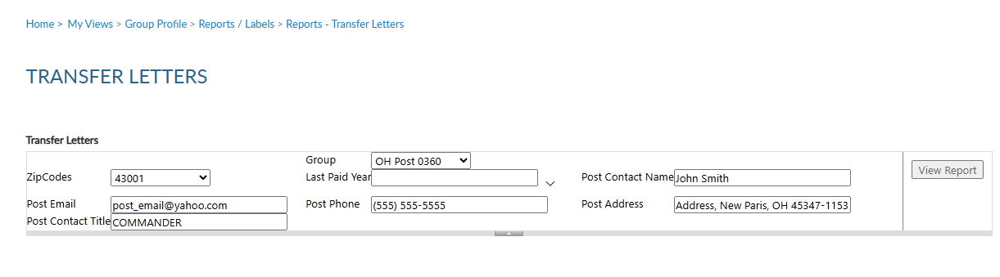 Home > My Views > Group Profile > Reports / Labels > Reports - Transfer Letters
TRANSFER LETTERS
Transfer Letters
Group OH Post 0360
ZipCodes 43001 Last Paid Year Post Contact Name John Smith
View Report
Post Email post_email@yahoo.com Post Phone (555) 555-5555 Post Address Address, New Paris, OH 45347-1153
Post Contact Title COMMANDER